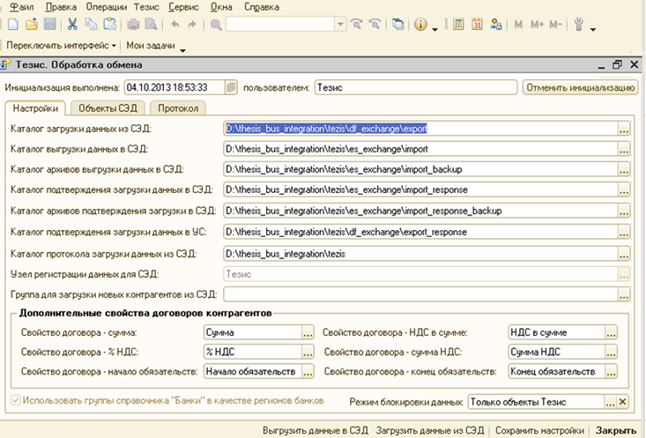 Файл Правка Операции Тезис Сервис Окна Справка
M M+ M-
Переключить интерфейс Мои задачи
Тезис. Обработка обмена
Инициализация выполнена: 04.10.2013 18:53:33 пользователем: Тезис Отменить инициализацию
Настройки Объекты СЭД Протокол
Каталог загрузки данных из СЭД: D:\thesis_bus_integration\tezis\df_exchange\export
Каталог выгрузки данных в СЭД: D:\thesis_bus_integration\tezis\es_exchange\import
Каталог архивов выгрузки данных в СЭД: D:\thesis_bus_integration\tezis\es_exchange\import_backup
Каталог подтверждения загрузки данных в СЭД: D:\thesis_bus_integration\tezis\es_exchange\import_response
Каталог архивов подтверждения загрузки в СЭД: D:\thesis_bus_integration\tezis\es_exchange\import_response_backup
Каталог подтверждения загрузки данных в УС: D:\thesis_bus_integration\tezis\df_exchange\export_response
Каталог протокола загрузки данных из СЭД: D:\thesis_bus_integration\tezis
Узел регистрации данных для СЭД: Тезис
Группа для загрузки новых контрагентов из СЭД:
Дополнительные свойства договоров контрагентов
Свойство договора - сумма: Сумма Свойство договора - НДС в сумме: НДС в сумме
Свойство договора - % НДС: % НДС Свойство договора - сумма НДС: Сумма НДС
Свойство договора - начало обязательств: Начало обязательств Свойство договора - конец обязательств: Конец обязательств
Использовать группы справочника "Банки" в качестве регионов банков Режим блокировки данных: Только объекты Тезис
Выгрузить данные в СЭД Загрузить данные из СЭД Сохранить настройки Закрыть